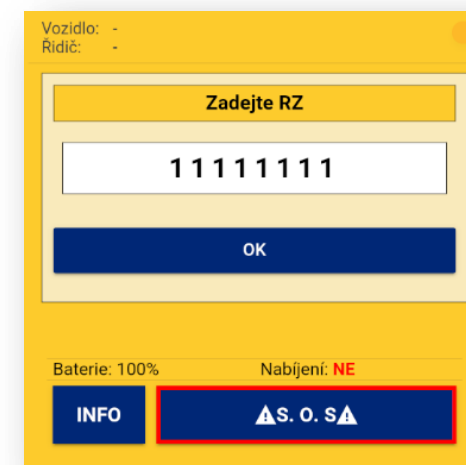 Vozidlo: -
Řidič: -
Zadejte RZ
11111111
OK
Baterie: 100% Nabíjení: NE
INFO
S. O. S